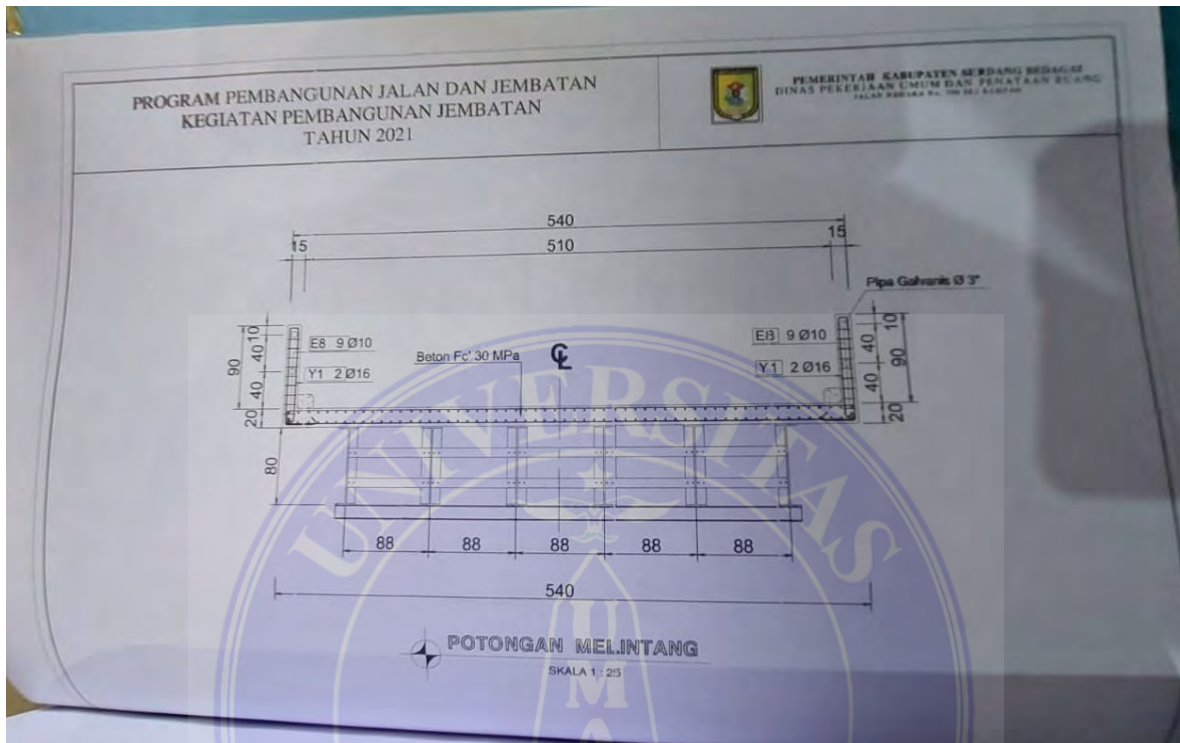 PROGRAM PEMBANGUNAN JALAN DAN JEMBATAN
KEGIATAN PEMBANGUNAN JEMBATAN
TAHUN 2021
PEMERINTAH KABUPATEN SERDANG BEDAGAI
DINAS PEKERJAAN UMUM DAN PENATAAN RUANG
540
15
510
15
Pipa Galvanis Ø 3"
10
40
90
40
20
E8 9 Ø10
Y1 2 Ø16
Beton Fc' 30 MPa
CL
E8 9 Ø10
Y1 2 Ø16
10
40
90
40
20
80
88
88
88
88
88
540
POTONGAN MELINTANG
SKALA 1 : 25
UNIVERSITAS
UMA